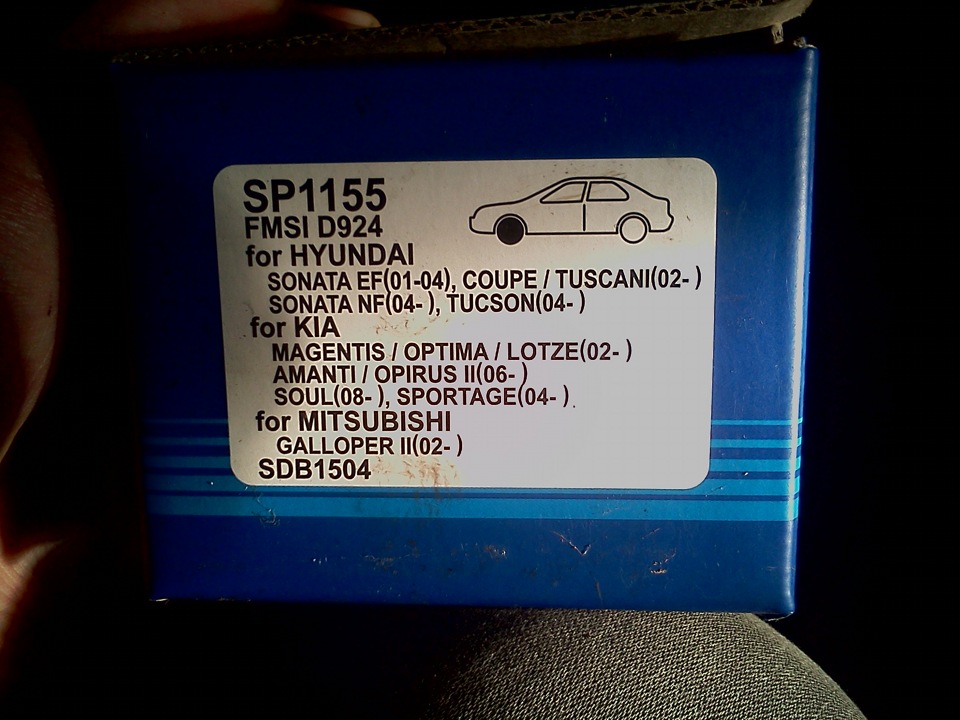 SP1155
FMSI D924
for HYUNDAI
SONATA EF(01-04), COUPE / TUSCANI(02- )
SONATA NF(04- ), TUCSON(04- )
for KIA
MAGENTIS / OPTIMA / LOTZE(02- )
AMANTI / OPIRUS II(06- )
SOUL(08- ), SPORTAGE(04- )
for MITSUBISHI
GALLOPER II(02- )
SDB1504